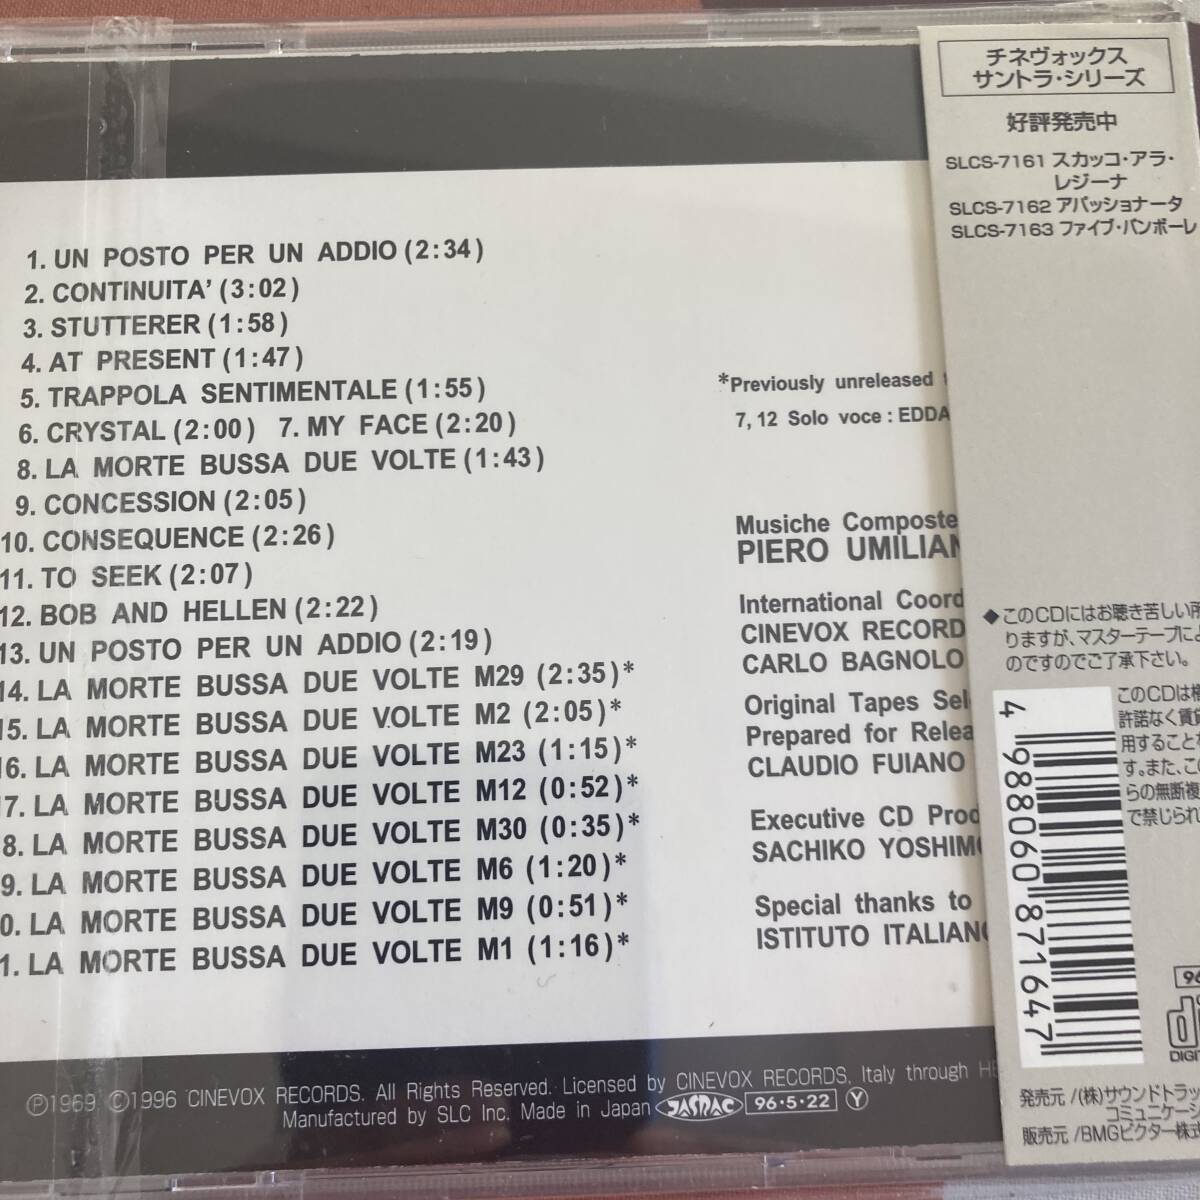 1. UN POSTO PER UN ADDIO (2:34)
2. CONTINUITA' (3:02)
3. STUTTERER (1:58)
4. AT PRESENT (1:47)
5. TRAPPOLA SENTIMENTALE (1:55)
6. CRYSTAL (2:00) 7. MY FACE (2:20)
8. LA MORTE BUSSA DUE VOLTE (1:43)
9. CONCESSION (2:05)
10. CONSEQUENCE (2:26)
11. TO SEEK (2:07)
12. BOB AND HELLEN (2:22)
13. UN POSTO PER UN ADDIO (2:19)
14. LA MORTE BUSSA DUE VOLTE M29 (2:35)*
15. LA MORTE BUSSA DUE VOLTE M2 (2:05)*
16. LA MORTE BUSSA DUE VOLTE M23 (1:15)*
7. LA MORTE BUSSA DUE VOLTE M12 (0:52)*
8. LA MORTE BUSSA DUE VOLTE M30 (0:35)*
9. LA MORTE BUSSA DUE VOLTE M6 (1:20)*
0. LA MORTE BUSSA DUE VOLTE M9 (0:51)*
1. LA MORTE BUSSA DUE VOLTE M1 (1:16)*
*Previously unreleased
7, 12 Solo voce : EDDA
Musiche Composte
PIERO UMILIAN
International Coord
CINEVOX RECORD
CARLO BAGNOLO
Original Tapes Sel
Prepared for Relea
CLAUDIO FUIANO
Executive CD Prod
SACHIKO YOSHIM
Special thanks to
ISTITUTO ITALIANO
Ⓟ1969 ©1996 CINEVOX RECORDS. All Rights Reserved. Licensed by CINEVOX RECORDS, Italy through
Manufactured by SLC Inc. Made in Japan JASRAC 96・5・22 Ⓨ
チネヴォックス
サントラ・シリーズ
好評発売中
SLCS-7161 スカッコ・アラ・
レジーナ
SLCS-7162 アパッショナータ
SLCS-7163 ファイブ・バンボーレ
◆このCDにはお聴き苦しい所
りますが、マスターテープによ
のですのでご了承下さい。
このCDは権
許諾なく賃貸
用することを
す。また、この
らの無断複
で禁じられ
4 988060 871647
96
DIGIT
発売元 /(株)サウンドトラッ
コミュニケーシ
販売元 /BMGビクター株式